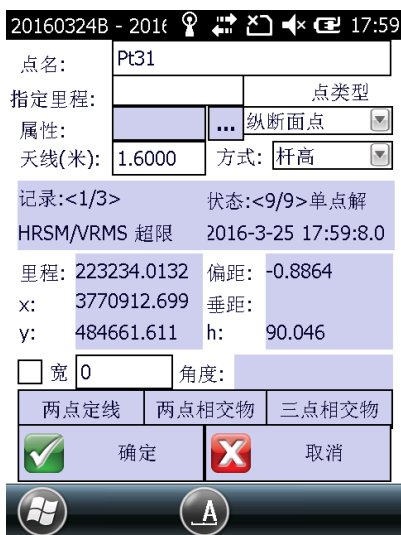 20160324B - 2016 17:59
点名: Pt31
指定里程: 点类型
属性: ... 纵断面点
天线(米): 1.6000 方式: 杆高
记录:<1/3> 状态:<9/9>单点解
HRSM/VRMS 超限 2016-3-25 17:59:8.0
里程: 223234.0132 偏距: -0.8864
x: 3770912.699 垂距:
y: 484661.611 h: 90.046
宽 0 角度:
两点定线 两点相交物 三点相交物
确定 取消
A